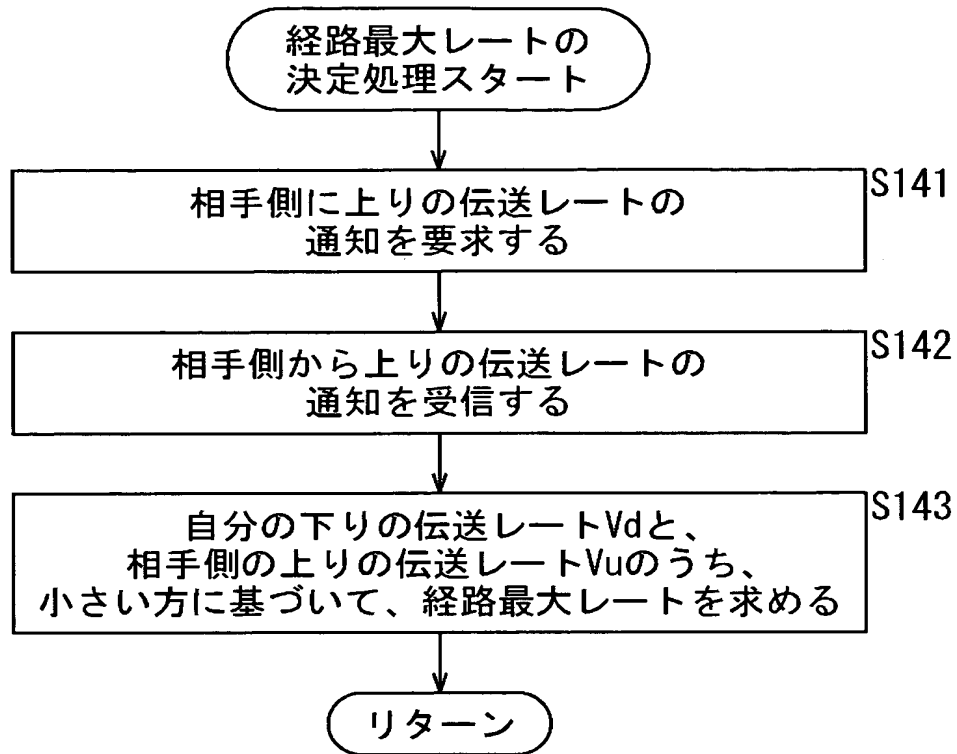 経路最大レートの
決定処理スタート
S141
相手側に上りの伝送レートの
通知を要求する
S142
相手側から上りの伝送レートの
通知を受信する
S143
自分の下りの伝送レートVdと、
相手側の上りの伝送レートVuのうち、
小さい方に基づいて、経路最大レートを求める
リターン